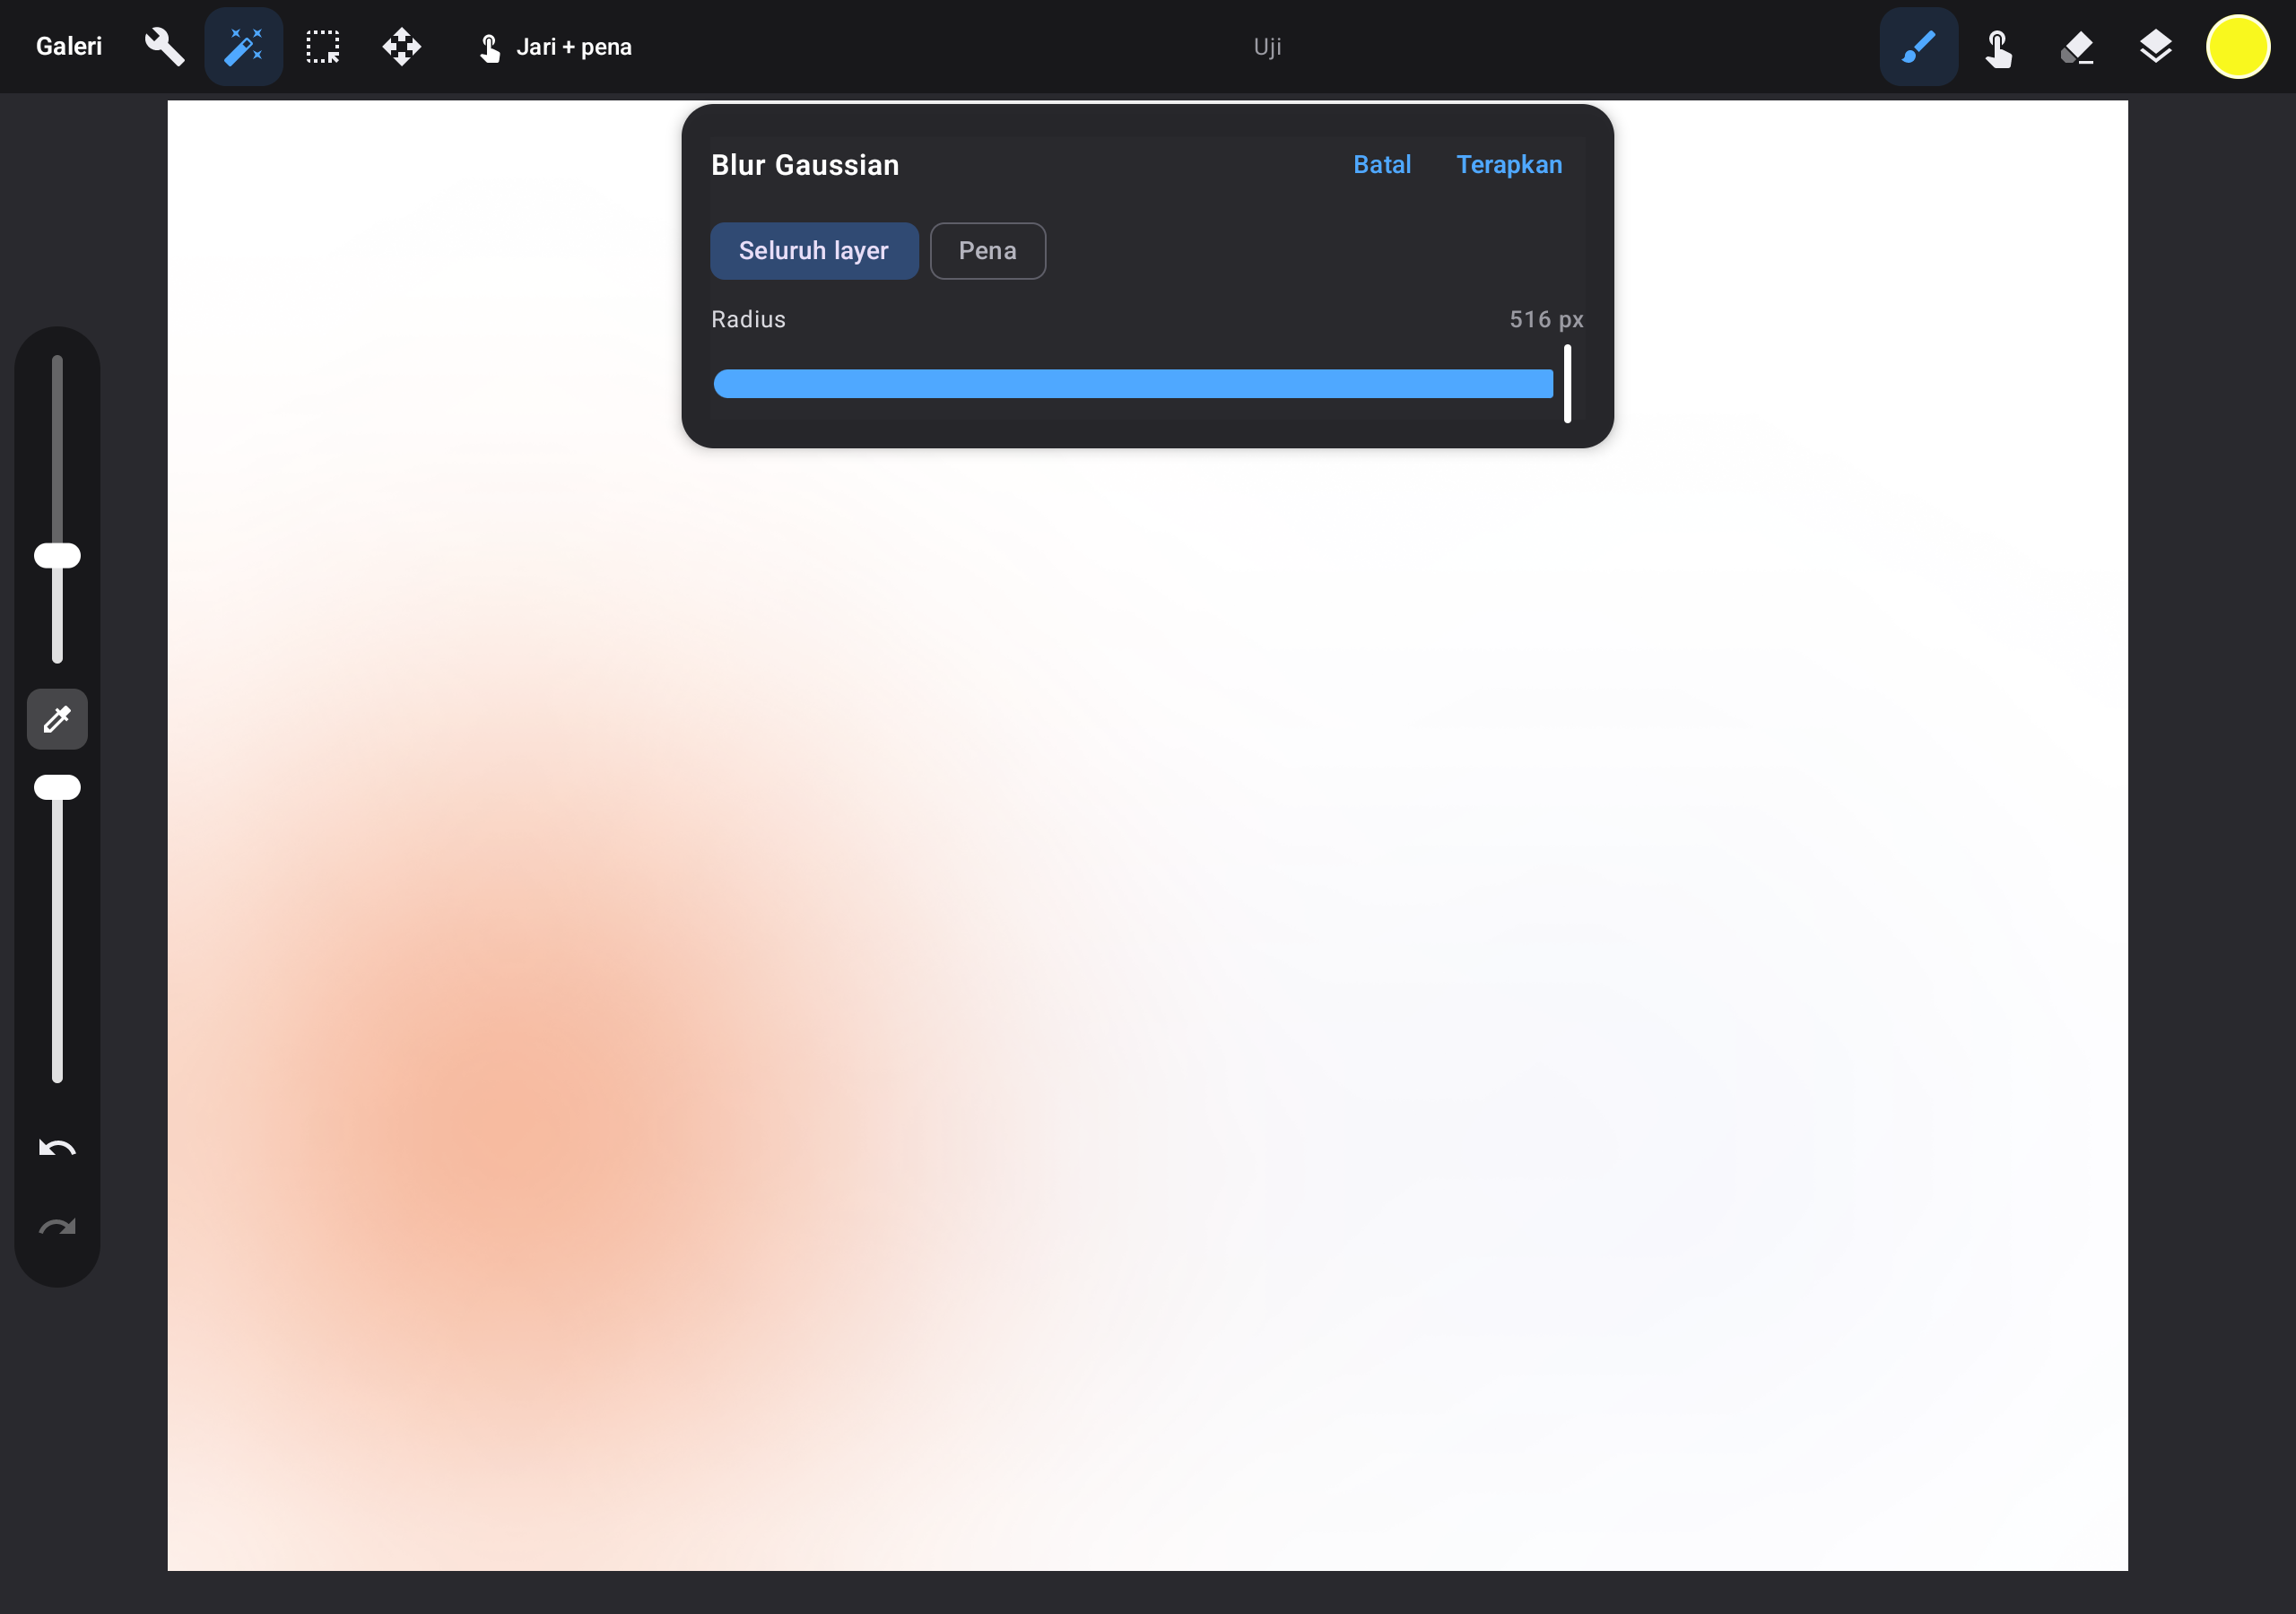 Galeri
Jari + pena
Uji
Blur Gaussian
Batal
Terapkan
Seluruh layer
Pena
Radius
516 px